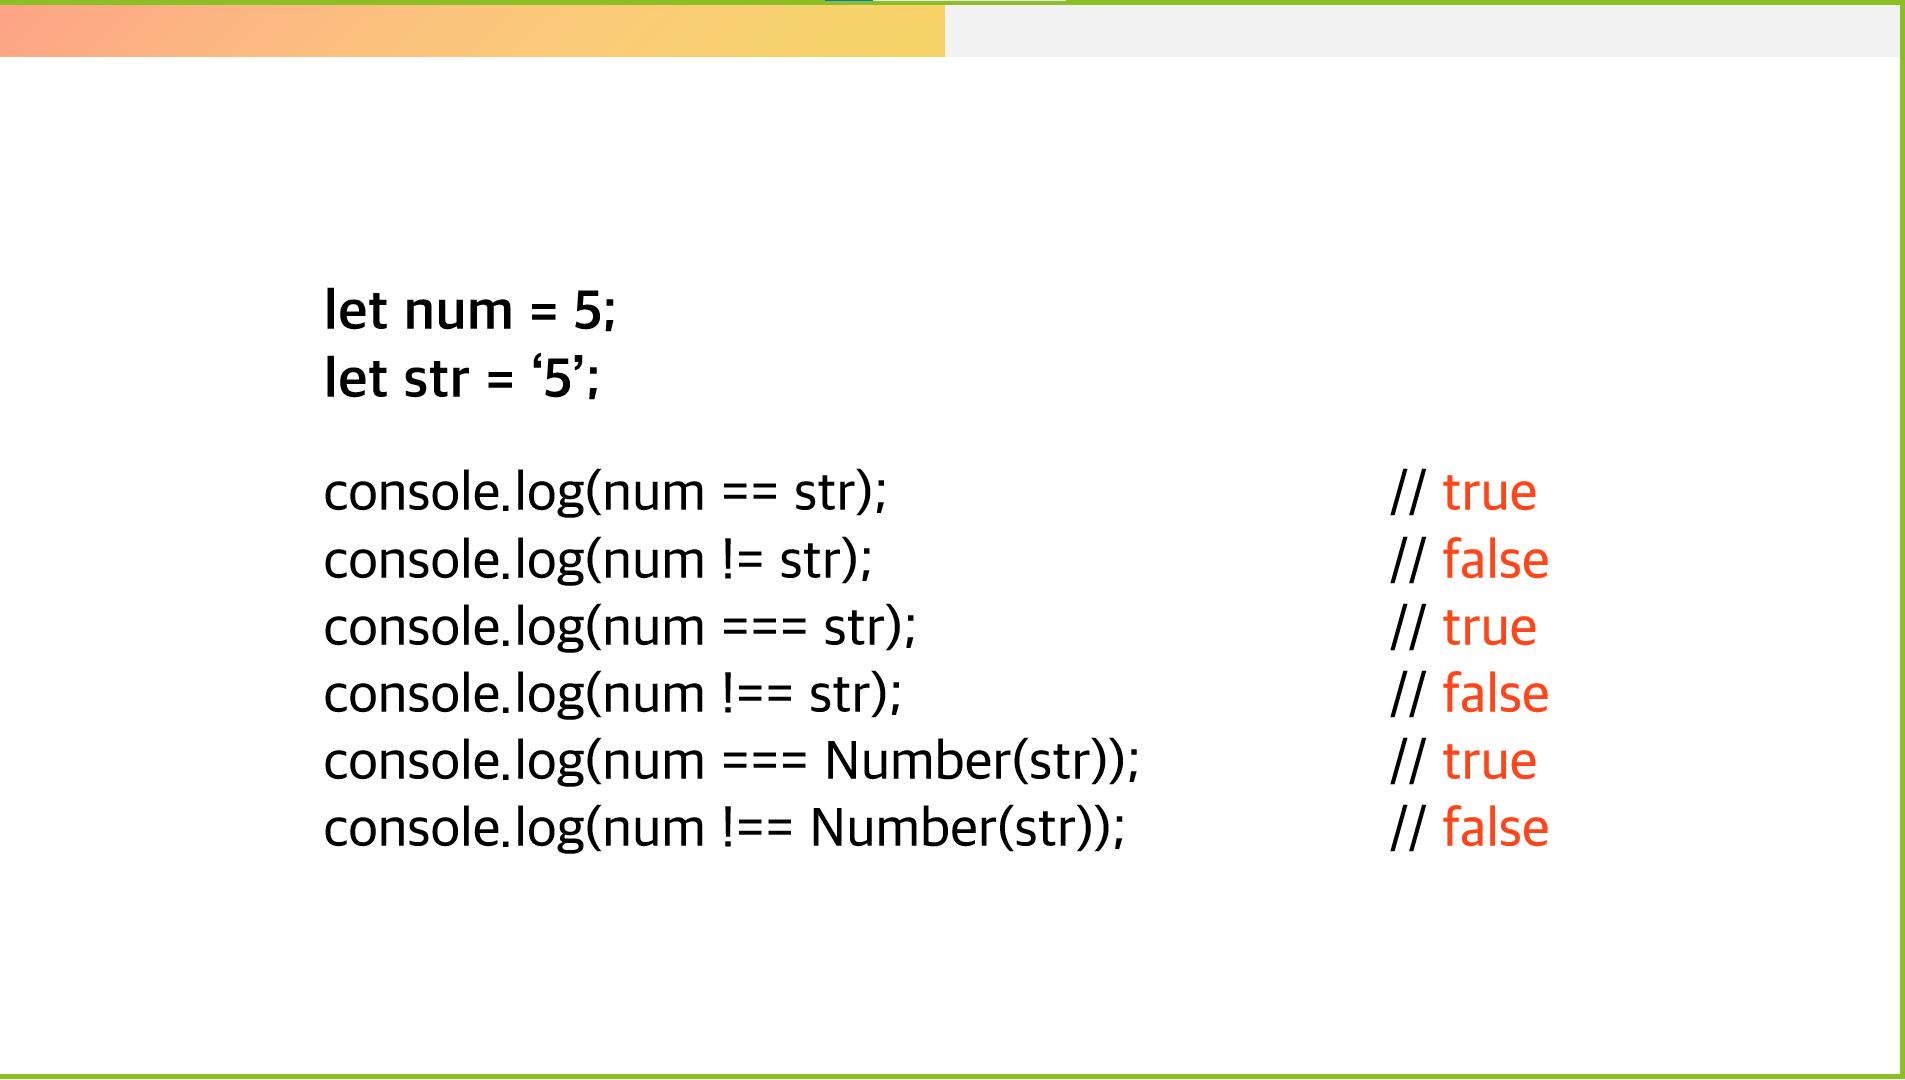 let num = 5;
let str = ‘5’;
console.log(num == str); // true
console.log(num != str); // false
console.log(num === str); // true
console.log(num !== str); // false
console.log(num === Number(str)); // true
console.log(num !== Number(str)); // false